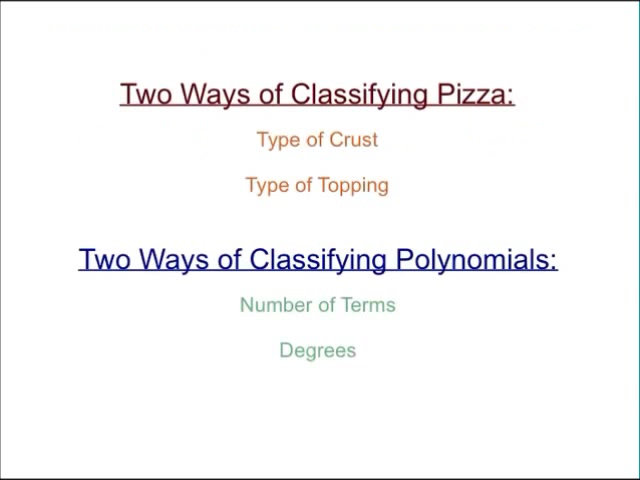 Two Ways of Classifying Pizza:
Type of Crust
Type of Topping
Two Ways of Classifying Polynomials:
Number of Terms
Degrees